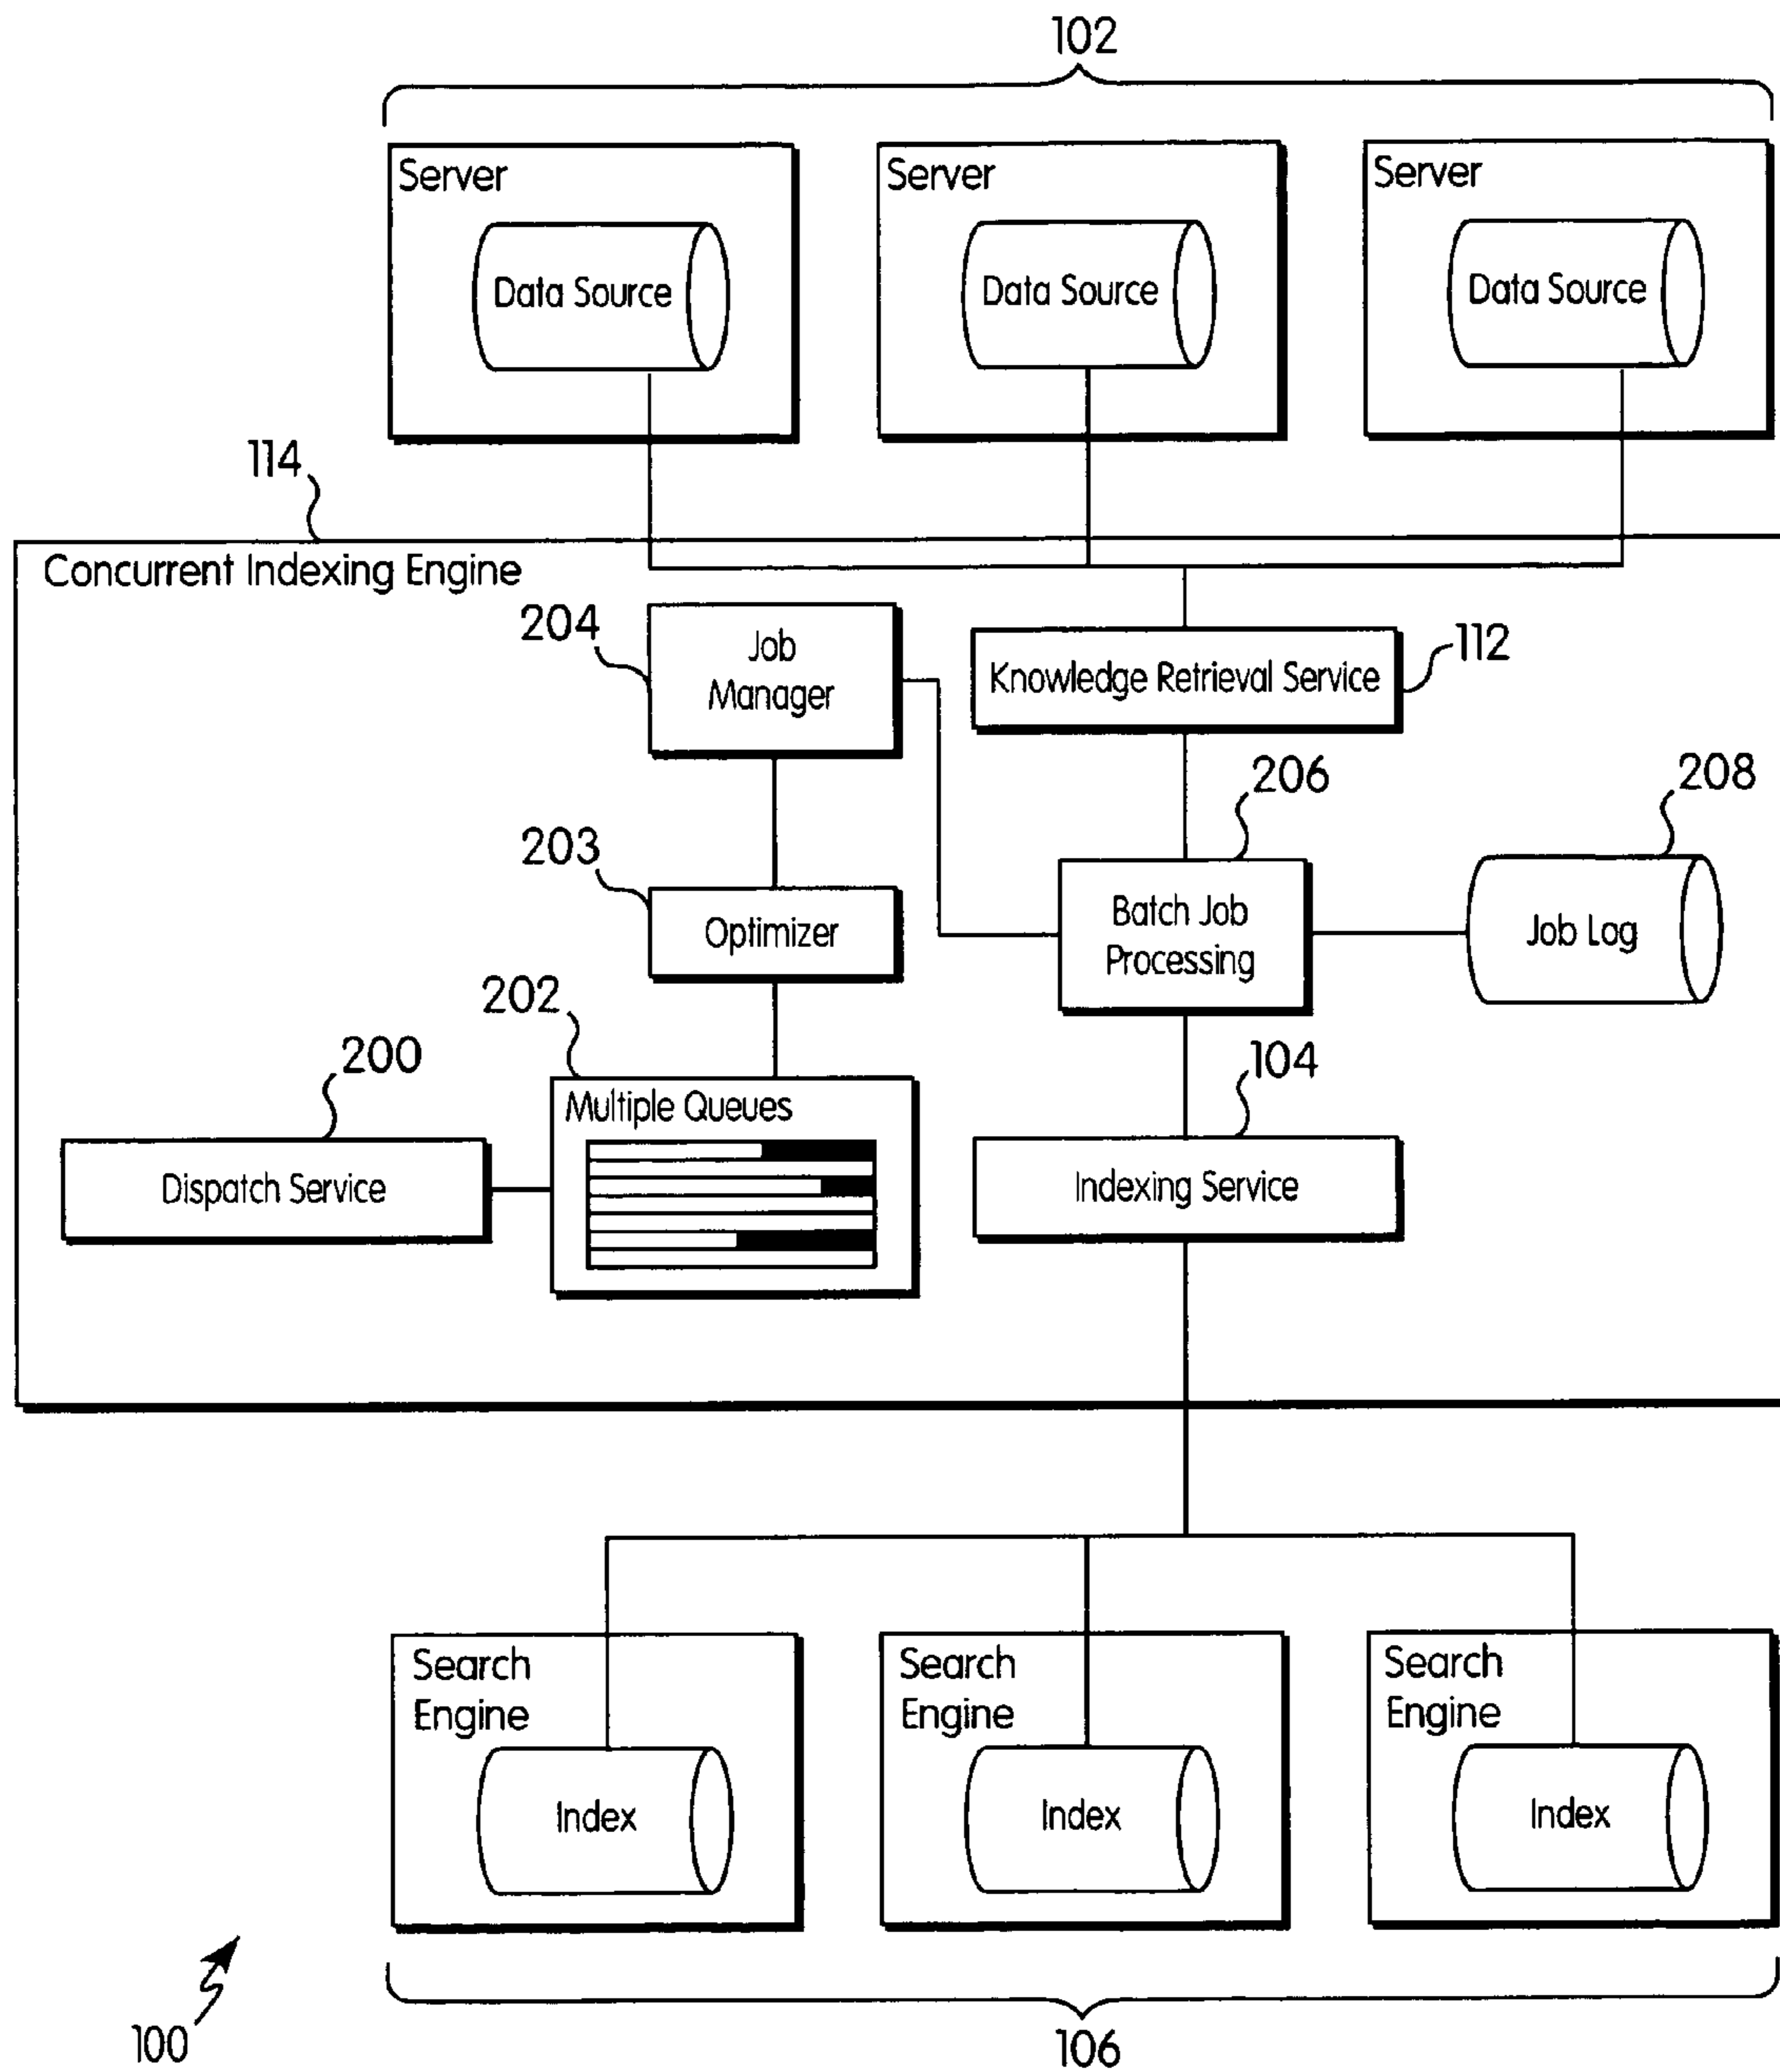 102
Server
Server
Server
Data Source
Data Source
Data Source
114
Concurrent Indexing Engine
204
Job
Manager
Knowledge Retrieval Service
112
206
208
203
Optimizer
Batch Job
Processing
Job Log
202
200
Multiple Queues
104
Dispatch Service
Indexing Service
Search
Engine
Search
Engine
Search
Engine
Index
Index
Index
100
106